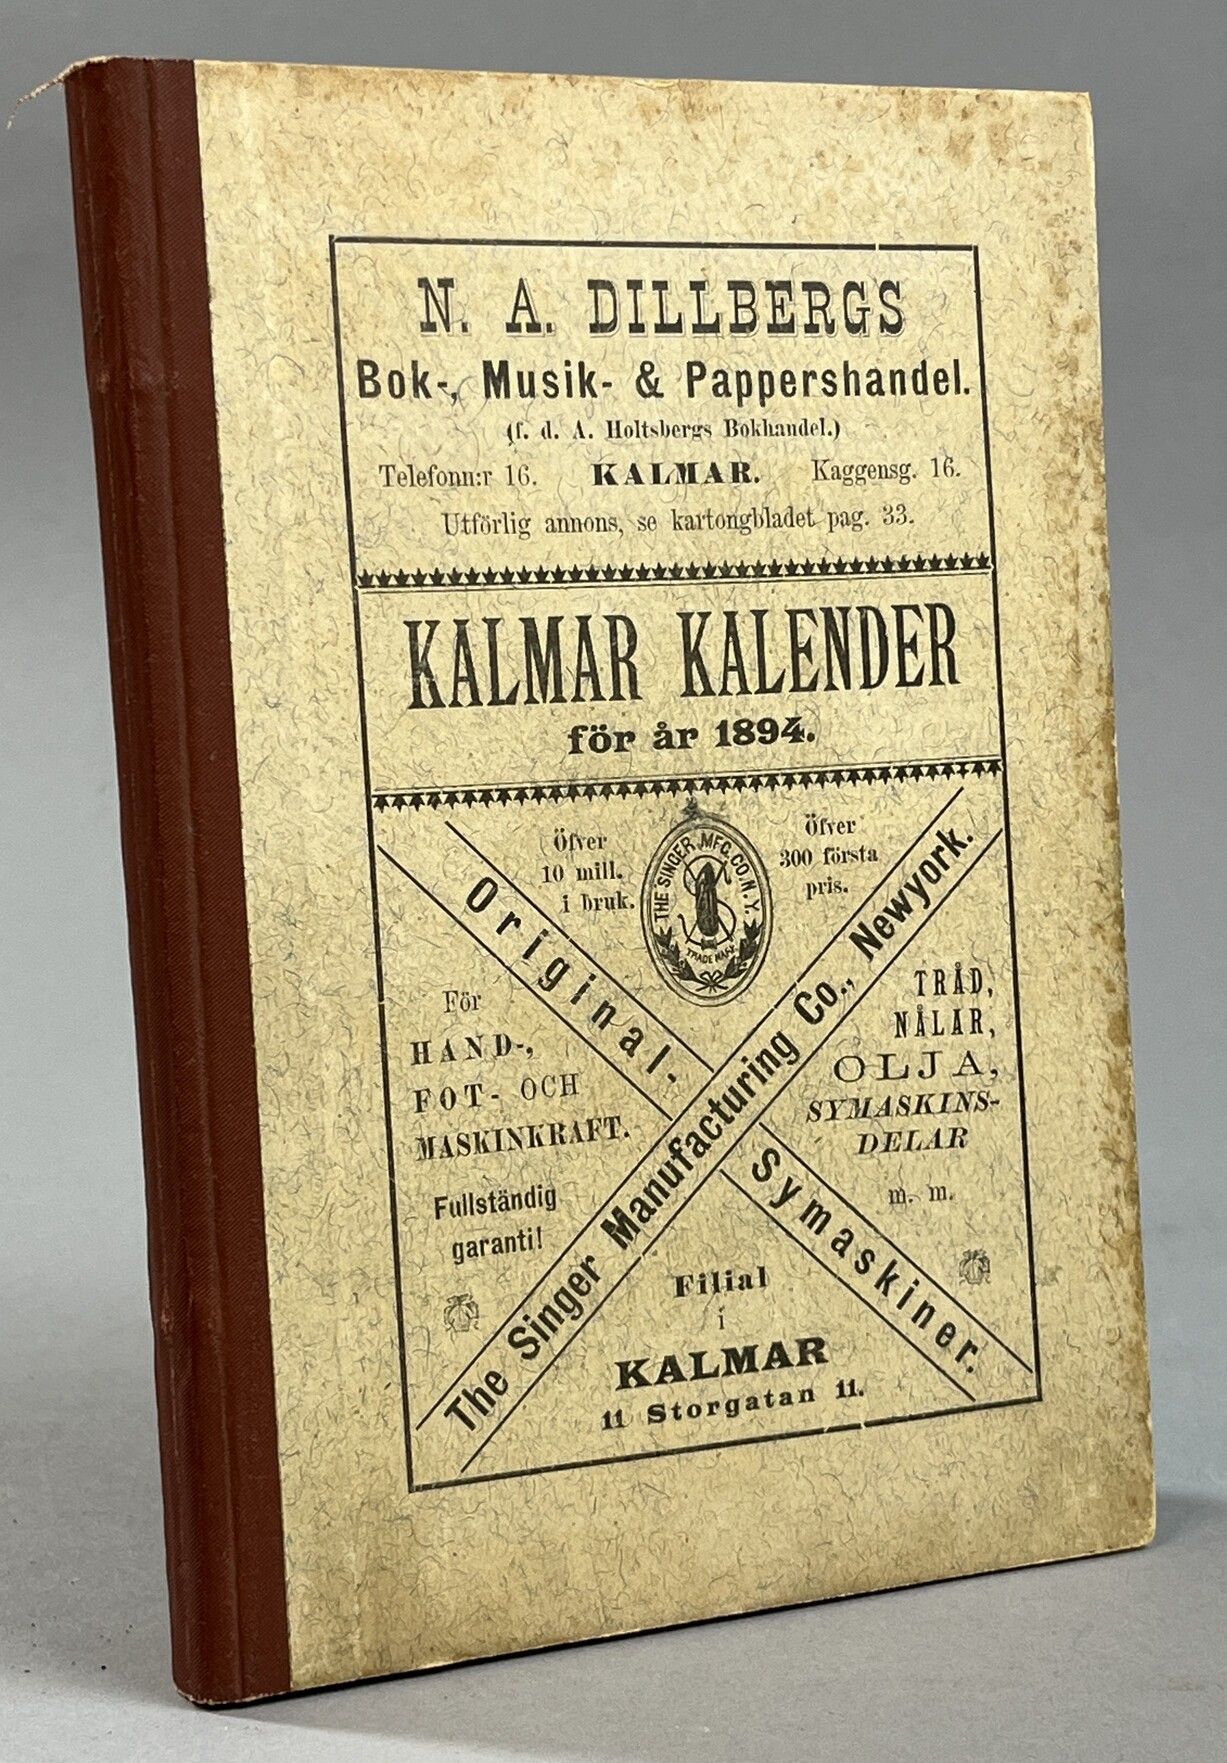 N. A. DILLBERGS
Bok-, Musik- & Pappershandel.
(f. d. A. Holtsbergs Bokhandel.)
Telefonn:r 16. KALMAR. Kaggensg. 16.
Utförlig annons, se kartongbladet pag. 33.
KALMAR KALENDER
för år 1894.
Öfver
10 mill.
i bruk.
THE SINGER MFG. CO. N.Y.
TRADE MARK
Öfver
300 första
pris.
Original.
Symaskiner.
The Singer Manufacturing Co., Newyork.
För
HAND-,
FOT- OCH
MASKINKRAFT.
Fullständig
garanti!
TRÅD,
NÅLAR,
OLJA,
SYMASKINS-
DELAR
m. m.
Filial
i
KALMAR
11 Storgatan 11.